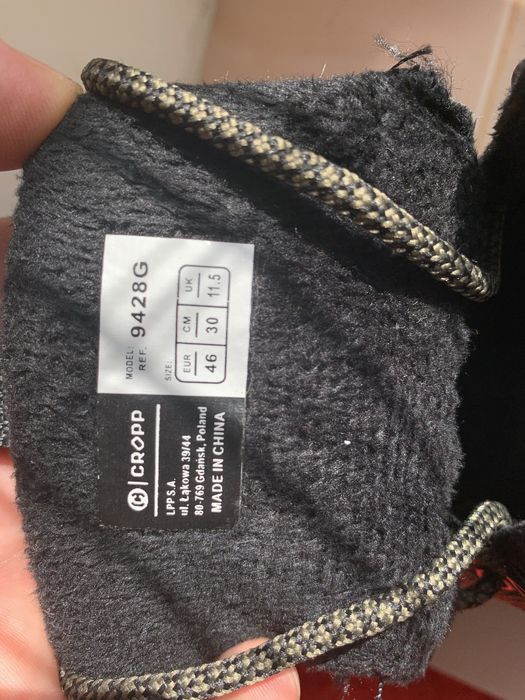 MODEL:
REF. 9428G
SIZE:
EUR CM UK
46 30 11.5
C CROPP
LPP S.A.
ul. Łąkowa 39/44
80-769 Gdańsk, Poland
MADE IN CHINA